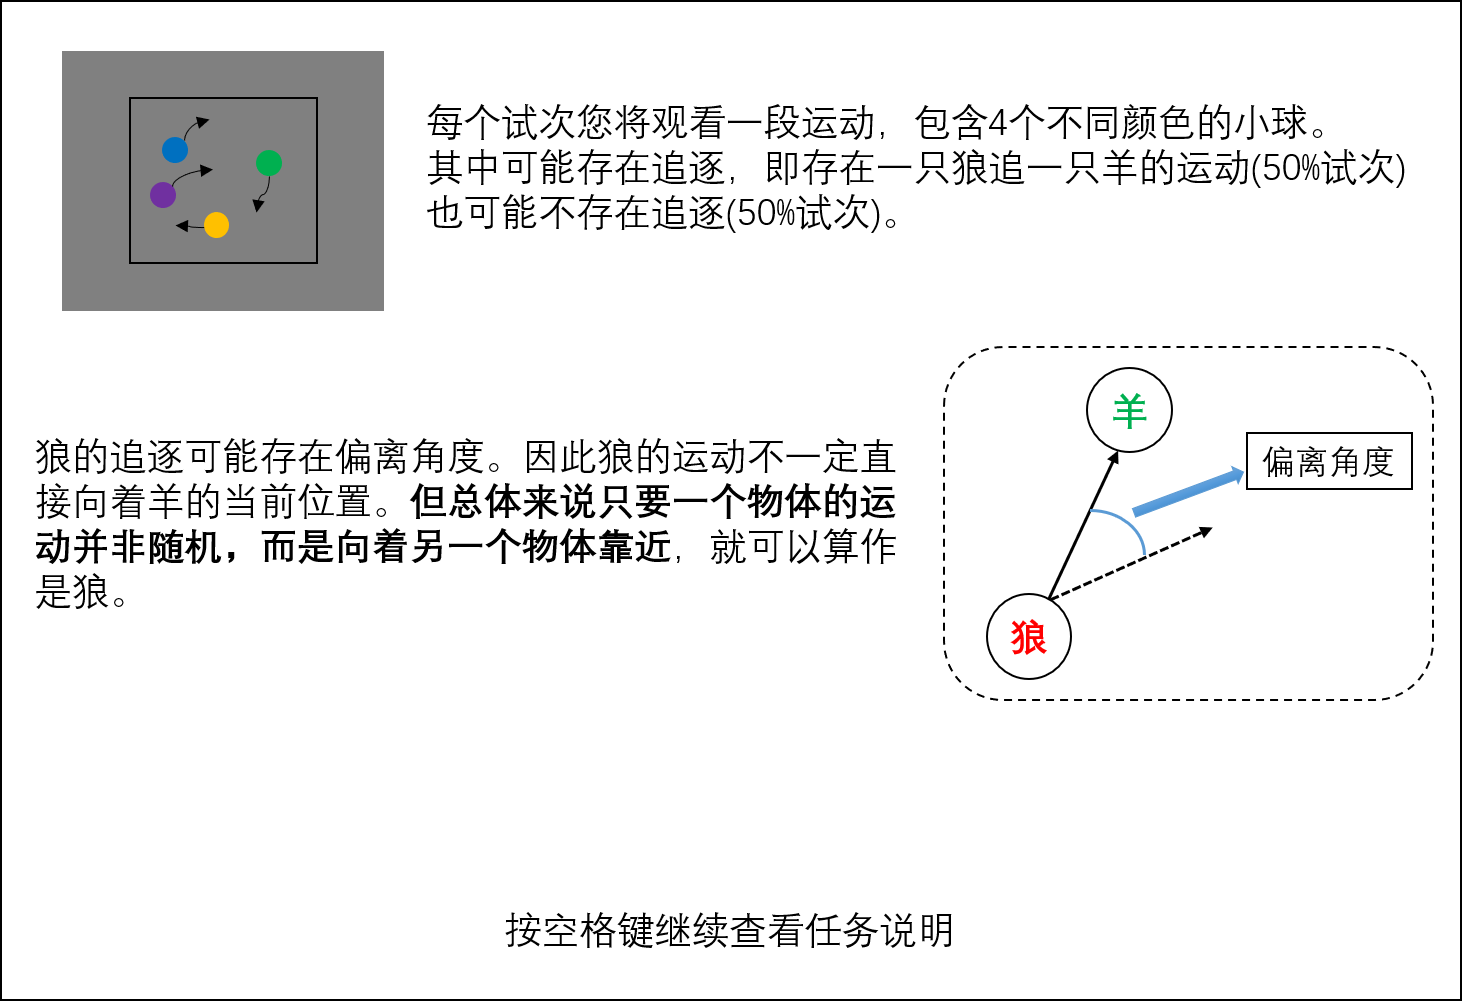 每个试次您将观看一段运动，包含4个不同颜色的小球。
其中可能存在追逐，即存在一只狼追一只羊的运动(50%试次)
也可能不存在追逐(50%试次)。
狼的追逐可能存在偏离角度。因此狼的运动不一定直
接向着羊的当前位置。但总体来说只要一个物体的运
动并非随机，而是向着另一个物体靠近，就可以算作
是狼。
羊
偏离角度
狼
按空格键继续查看任务说明